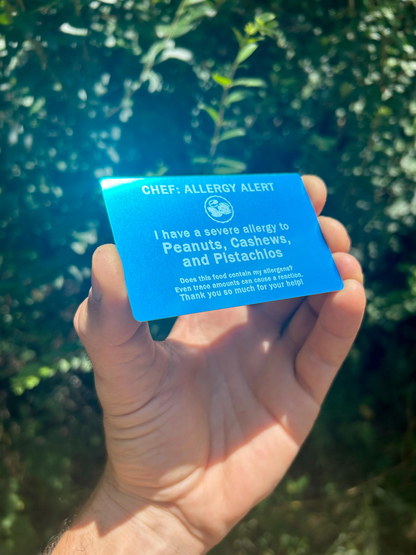 CHEF: ALLERGY ALERT
I have a severe allergy to
Peanuts, Cashews,
and Pistachios
Does this food contain my allergens?
Even trace amounts can cause a reaction.
Thank you so much for your help!